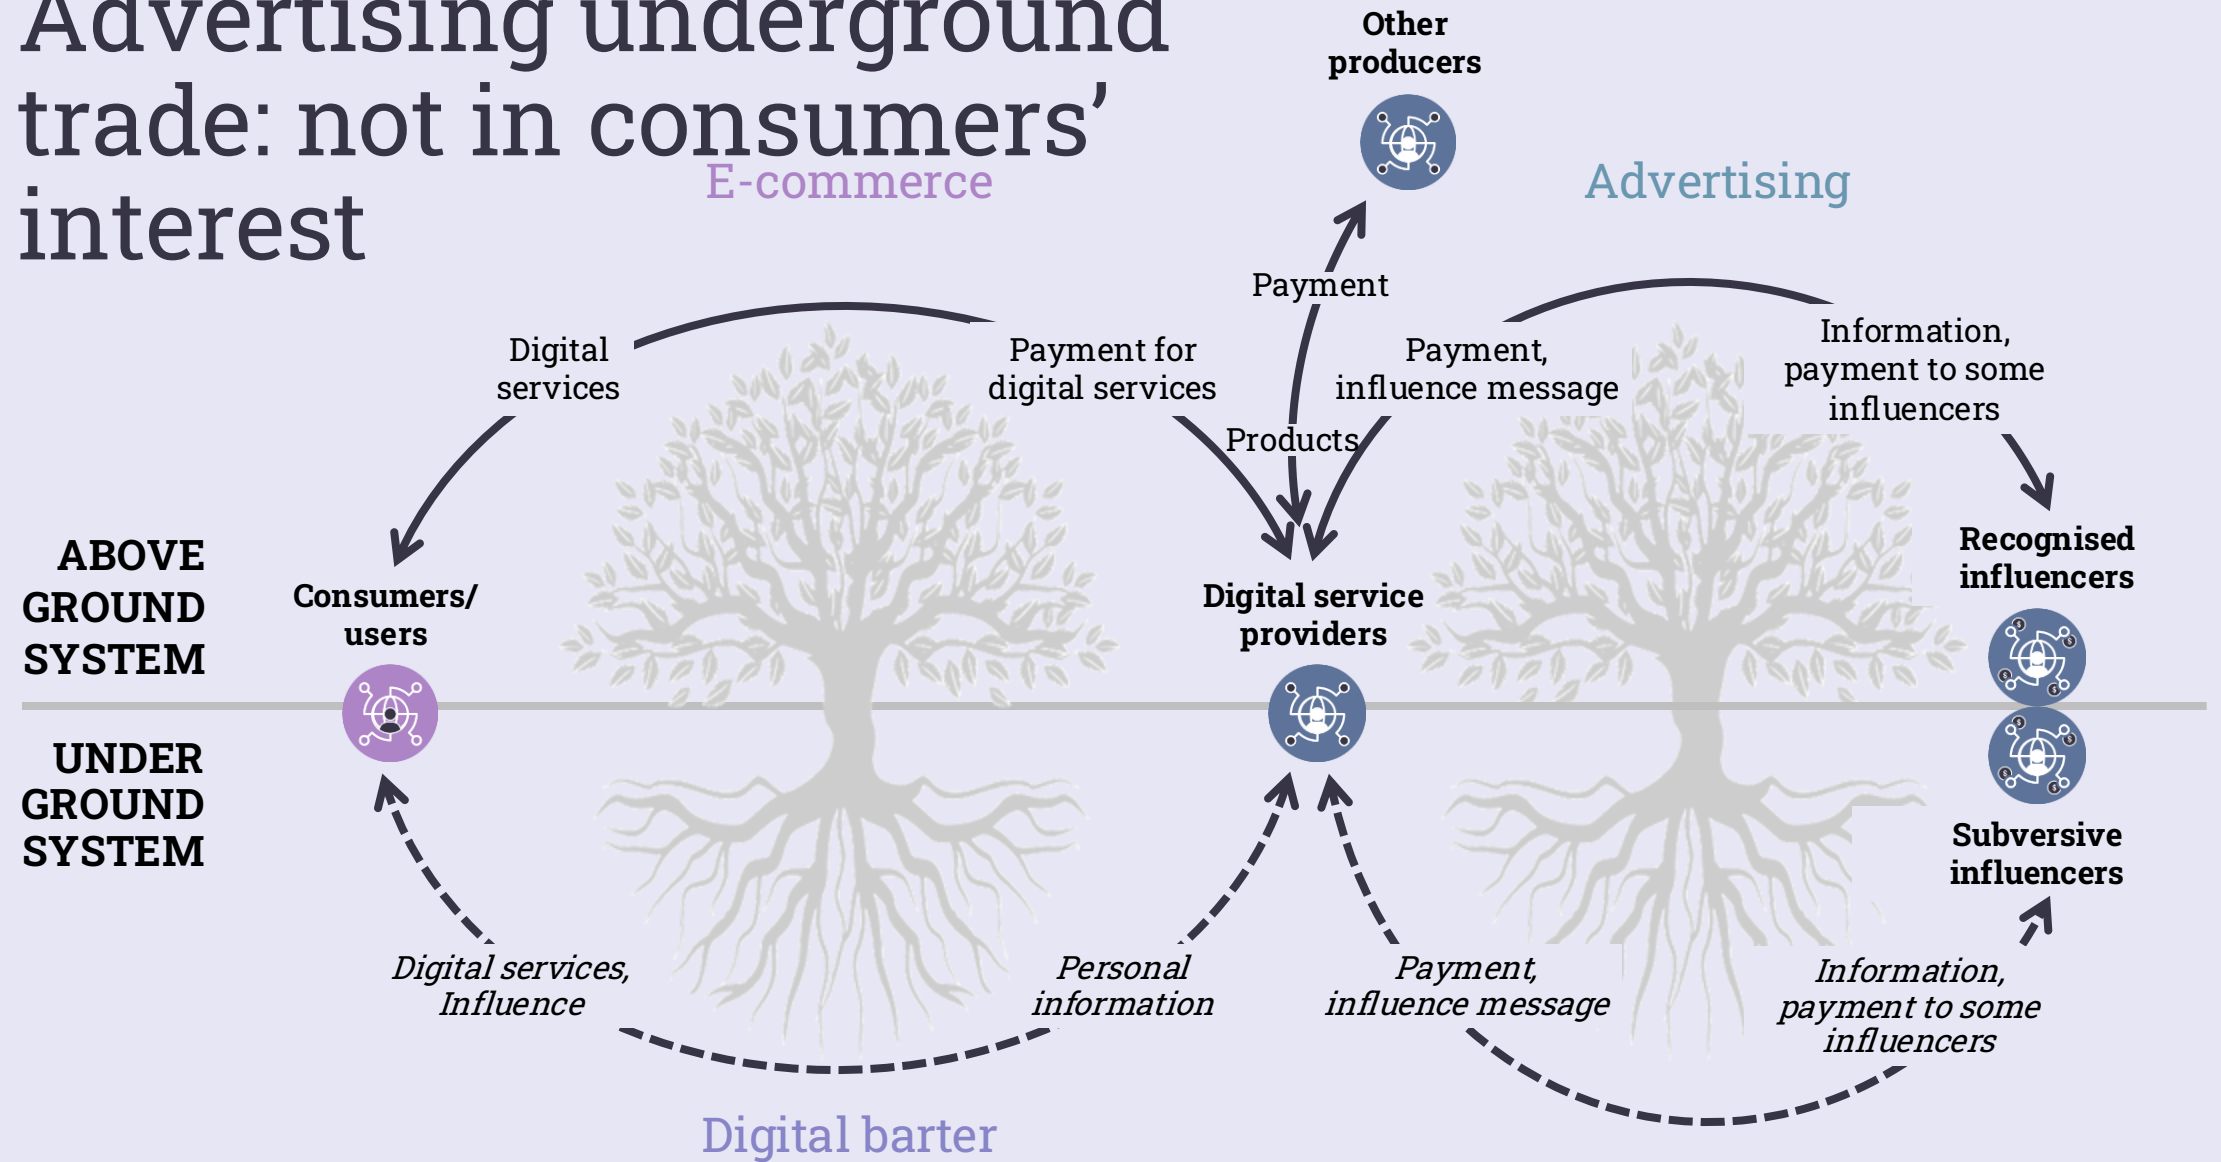 Advertising underground
trade: not in consumers’
interest
Other
producers
E-commerce
Advertising
Payment
Digital
services
Payment for
digital services
Payment,
influence message
Information,
payment to some
influencers
Products
ABOVE
GROUND
SYSTEM
Consumers/
users
Digital service
providers
Recognised
influencers
UNDER
GROUND
SYSTEM
Subversive
influencers
Digital services,
Influence
Personal
information
Payment,
influence message
Information,
payment to some
influencers
Digital barter